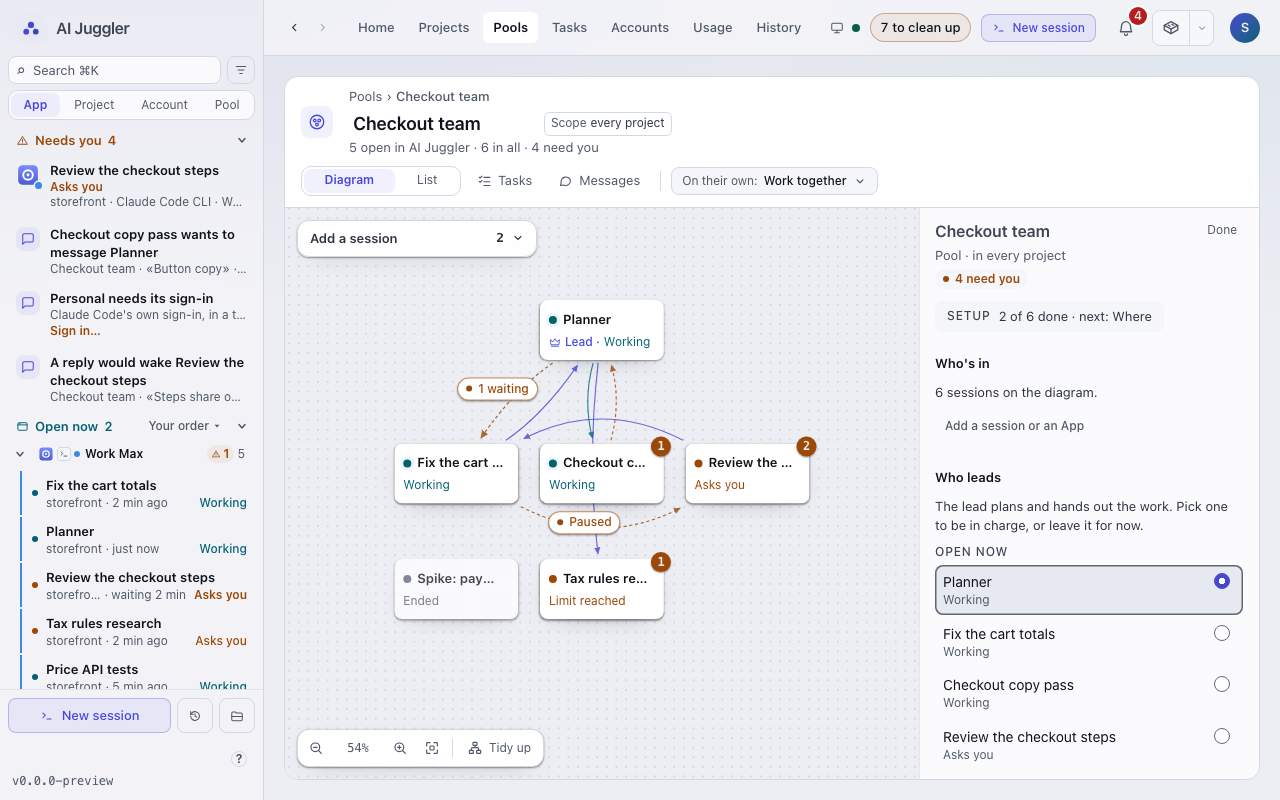 AI Juggler
Search ⌘K
App Project Account Pool
Needs you 4
Review the checkout steps
Asks you
storefront · Claude Code CLI · W...
Checkout copy pass wants to
message Planner
Checkout team · «Button copy» ·...
Personal needs its sign-in
Claude Code's own sign-in, in a t...
Sign in...
A reply would wake Review the
checkout steps
Checkout team · «Steps share o...
Open now 2 Your order
Work Max 1 5
Fix the cart totals
storefront · 2 min ago Working
Planner
storefront · just now Working
Review the checkout steps
storefro... · waiting 2 min Asks you
Tax rules research
storefront · 2 min ago Asks you
Price API tests
storefront · 5 min ago Working
New session
?
v0.0.0-preview
Home Projects Pools Tasks Accounts Usage History
7 to clean up
New session
4
S
Pools › Checkout team
Checkout team
Scope every project
5 open in AI Juggler · 6 in all · 4 need you
Diagram List Tasks Messages
On their own: Work together
Add a session 2
Planner
Lead · Working
1 waiting
Fix the cart ...
Working
1
Checkout c...
Working
2
Review the ...
Asks you
Paused
Spike: pay...
Ended
1
Tax rules re...
Limit reached
54%
Tidy up
Checkout team
Done
Pool · in every project
4 need you
SETUP 2 of 6 done · next: Where
Who's in
6 sessions on the diagram.
Add a session or an App
Who leads
The lead plans and hands out the work. Pick one
to be in charge, or leave it for now.
OPEN NOW
Planner
Working
Fix the cart totals
Working
Checkout copy pass
Working
Review the checkout steps
Asks you